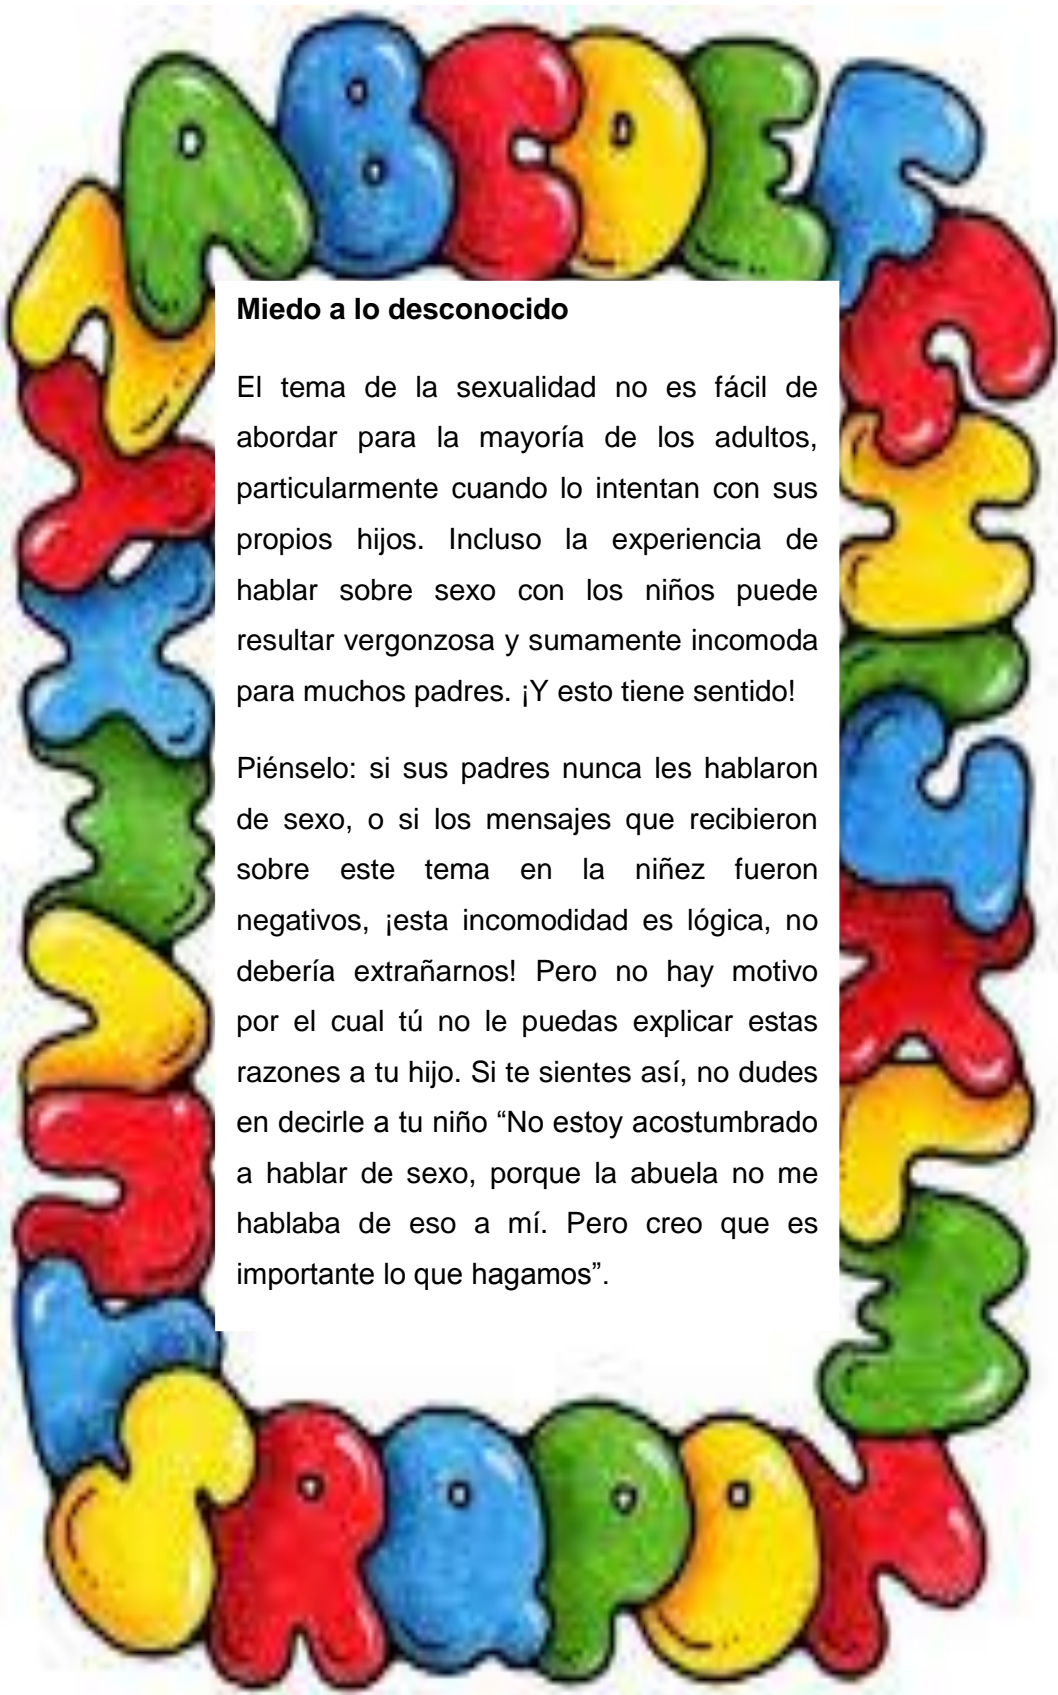 A B C D E F
G
H
I
J
K
L
M
N
O
P
Q
R
S
T
U
V
W
X
Y
Z
Miedo a lo desconocido
El tema de la sexualidad no es fácil de
abordar para la mayoría de los adultos,
particularmente cuando lo intentan con sus
propios hijos. Incluso la experiencia de
hablar sobre sexo con los niños puede
resultar vergonzosa y sumamente incomoda
para muchos padres. ¡Y esto tiene sentido!
Piénselo: si sus padres nunca les hablaron
de sexo, o si los mensajes que recibieron
sobre este tema en la niñez fueron
negativos, ¡esta incomodidad es lógica, no
debería extrañarnos! Pero no hay motivo
por el cual tú no le puedas explicar estas
razones a tu hijo. Si te sientes así, no dudes
en decirle a tu niño “No estoy acostumbrado
a hablar de sexo, porque la abuela no me
hablaba de eso a mí. Pero creo que es
importante lo que hagamos”.